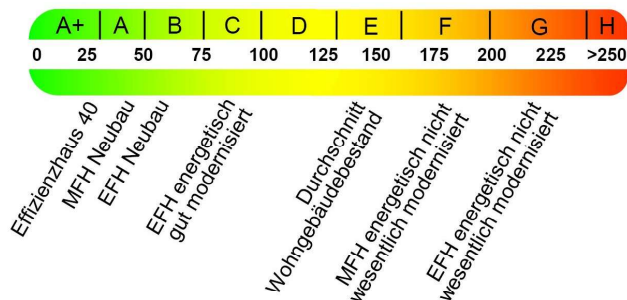 A+ A B C D E F G H
0 25 50 75 100 125 150 175 200 225 >250
Effizienzhaus 40
MFH Neubau
EFH Neubau
EFH energetisch
gut modernisiert
Durchschnitt
Wohngebäudebestand
MFH energetisch nicht
wesentlich modernisiert
EFH energetisch nicht
wesentlich modernisiert